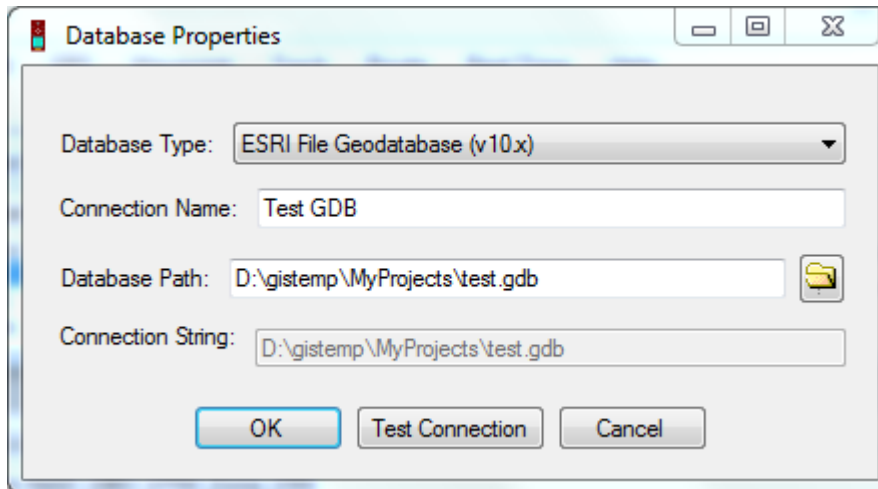 Database Properties
Database Type: ESRI File Geodatabase (v10.x)
Connection Name: Test GDB
Database Path: D:\gistemp\MyProjects\test.gdb
Connection String: D:\gistemp\MyProjects\test.gdb
OK Test Connection Cancel